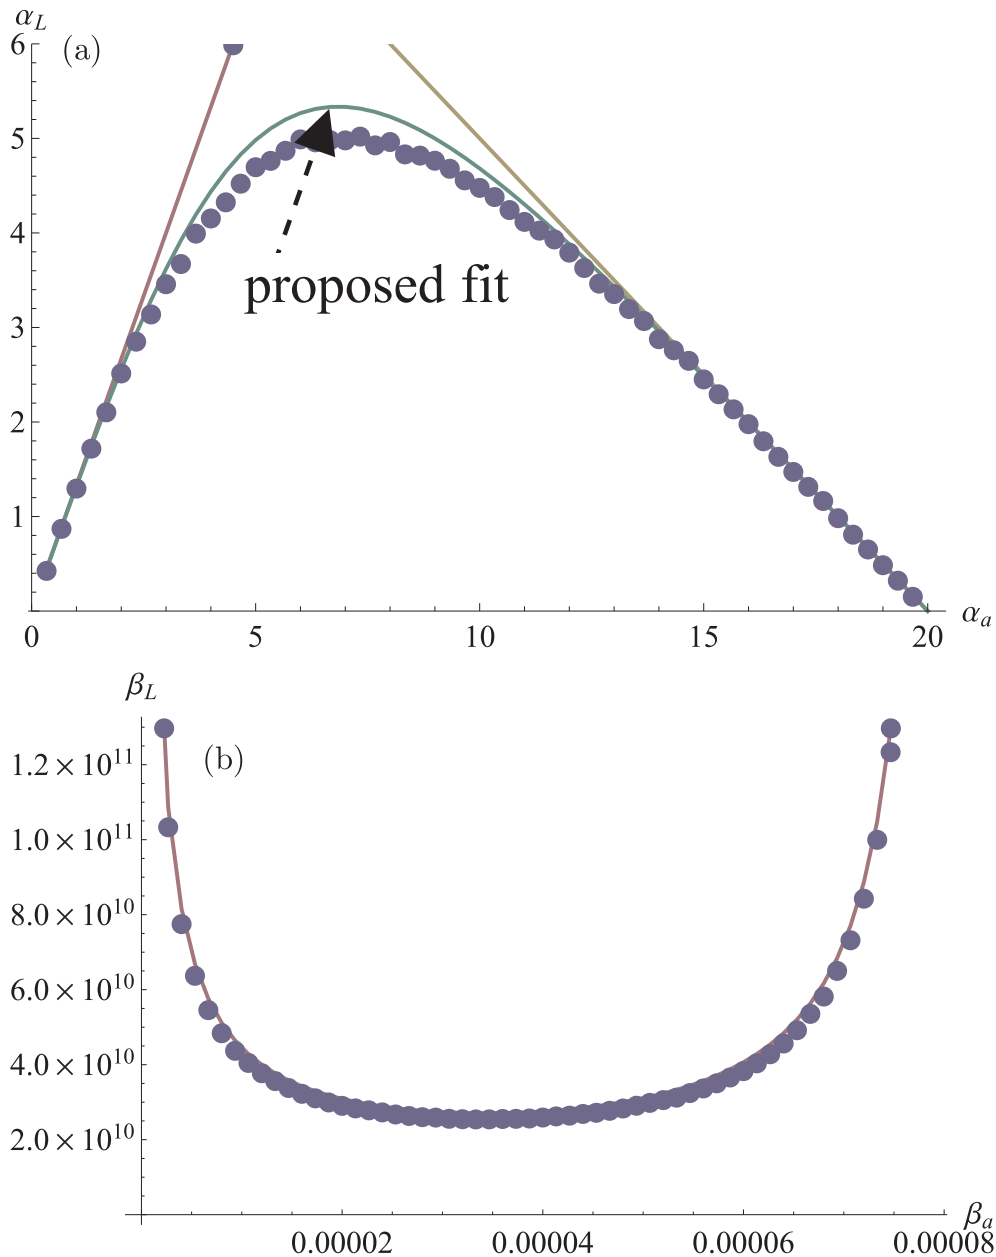 α_L
6
(a)
5
4
proposed fit
3
2
1
0 5 10 15 20
α_a
β_L
(b)
1.2 × 10^11
1.0 × 10^11
8.0 × 10^10
6.0 × 10^10
4.0 × 10^10
2.0 × 10^10
β_a
0.00002 0.00004 0.00006 0.00008